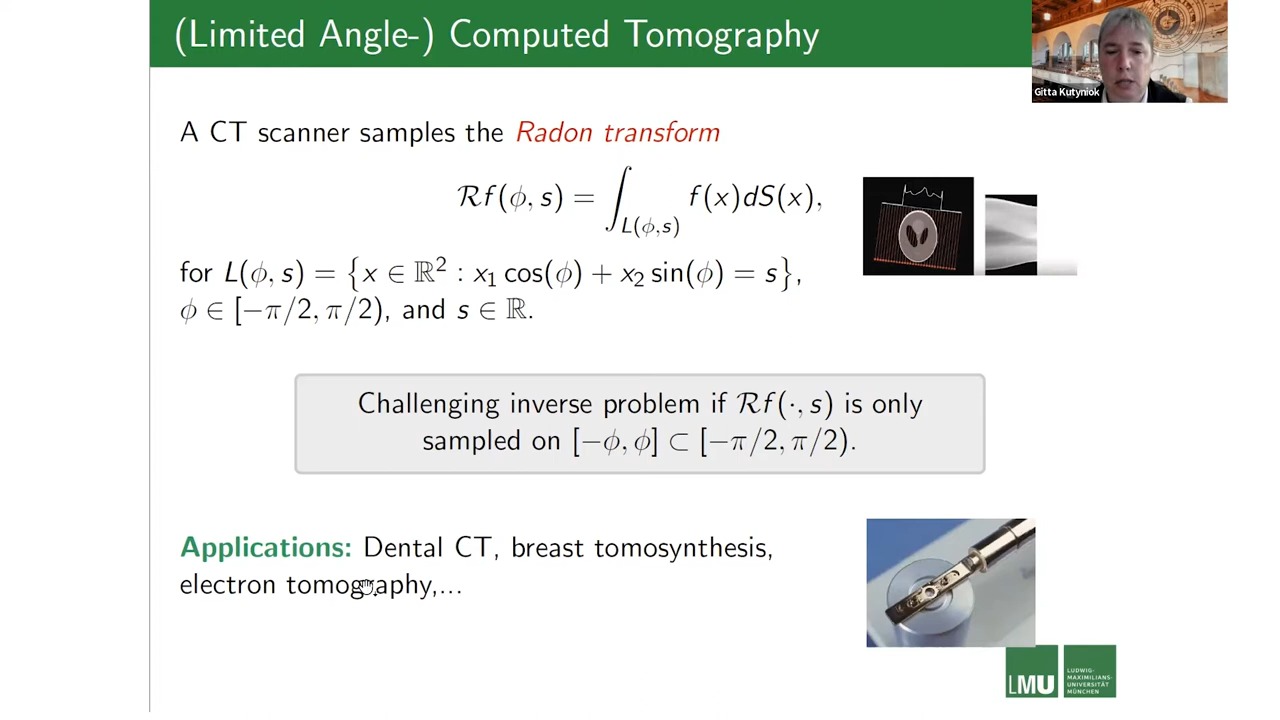 (Limited Angle-) Computed Tomography
Gitta Kutyniok
A CT scanner samples the Radon transform
ℛf(ϕ, s) = ∫_{L(ϕ,s)} f(x)dS(x),
for L(ϕ, s) = {x ∈ ℝ² : x₁ cos(ϕ) + x₂ sin(ϕ) = s},
ϕ ∈ [−π/2, π/2), and s ∈ ℝ.
Challenging inverse problem if ℛf(·, s) is only
sampled on [−ϕ, ϕ] ⊂ [−π/2, π/2).
Applications: Dental CT, breast tomosynthesis,
electron tomography,...
LMU
LUDWIG-
MAXIMILIANS-
UNIVERSITÄT
MÜNCHEN